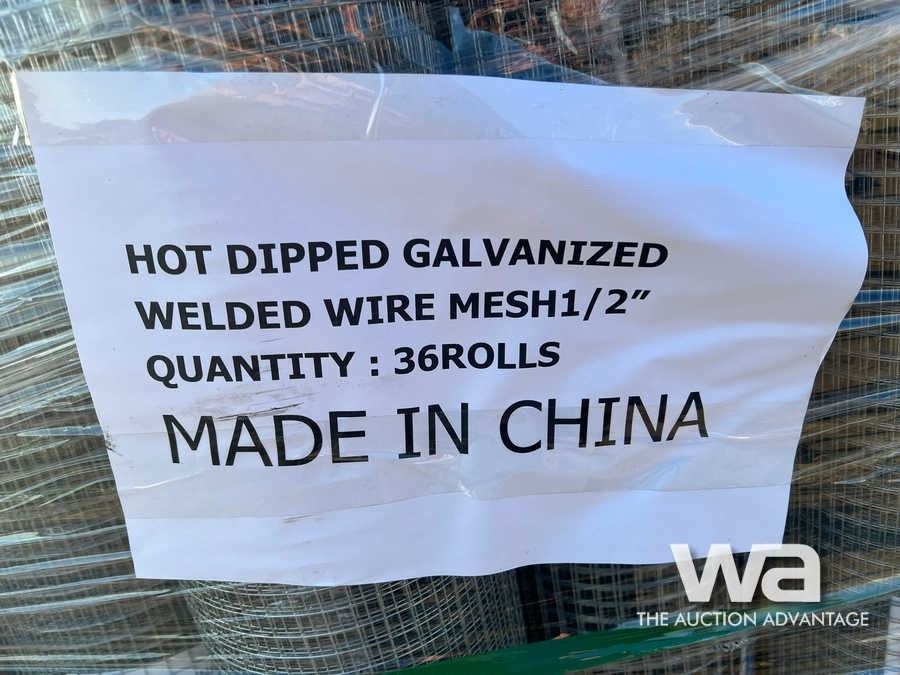 HOT DIPPED GALVANIZED
WELDED WIRE MESH1/2”
QUANTITY : 36ROLLS
MADE IN CHINA
wa
THE AUCTION ADVANTAGE